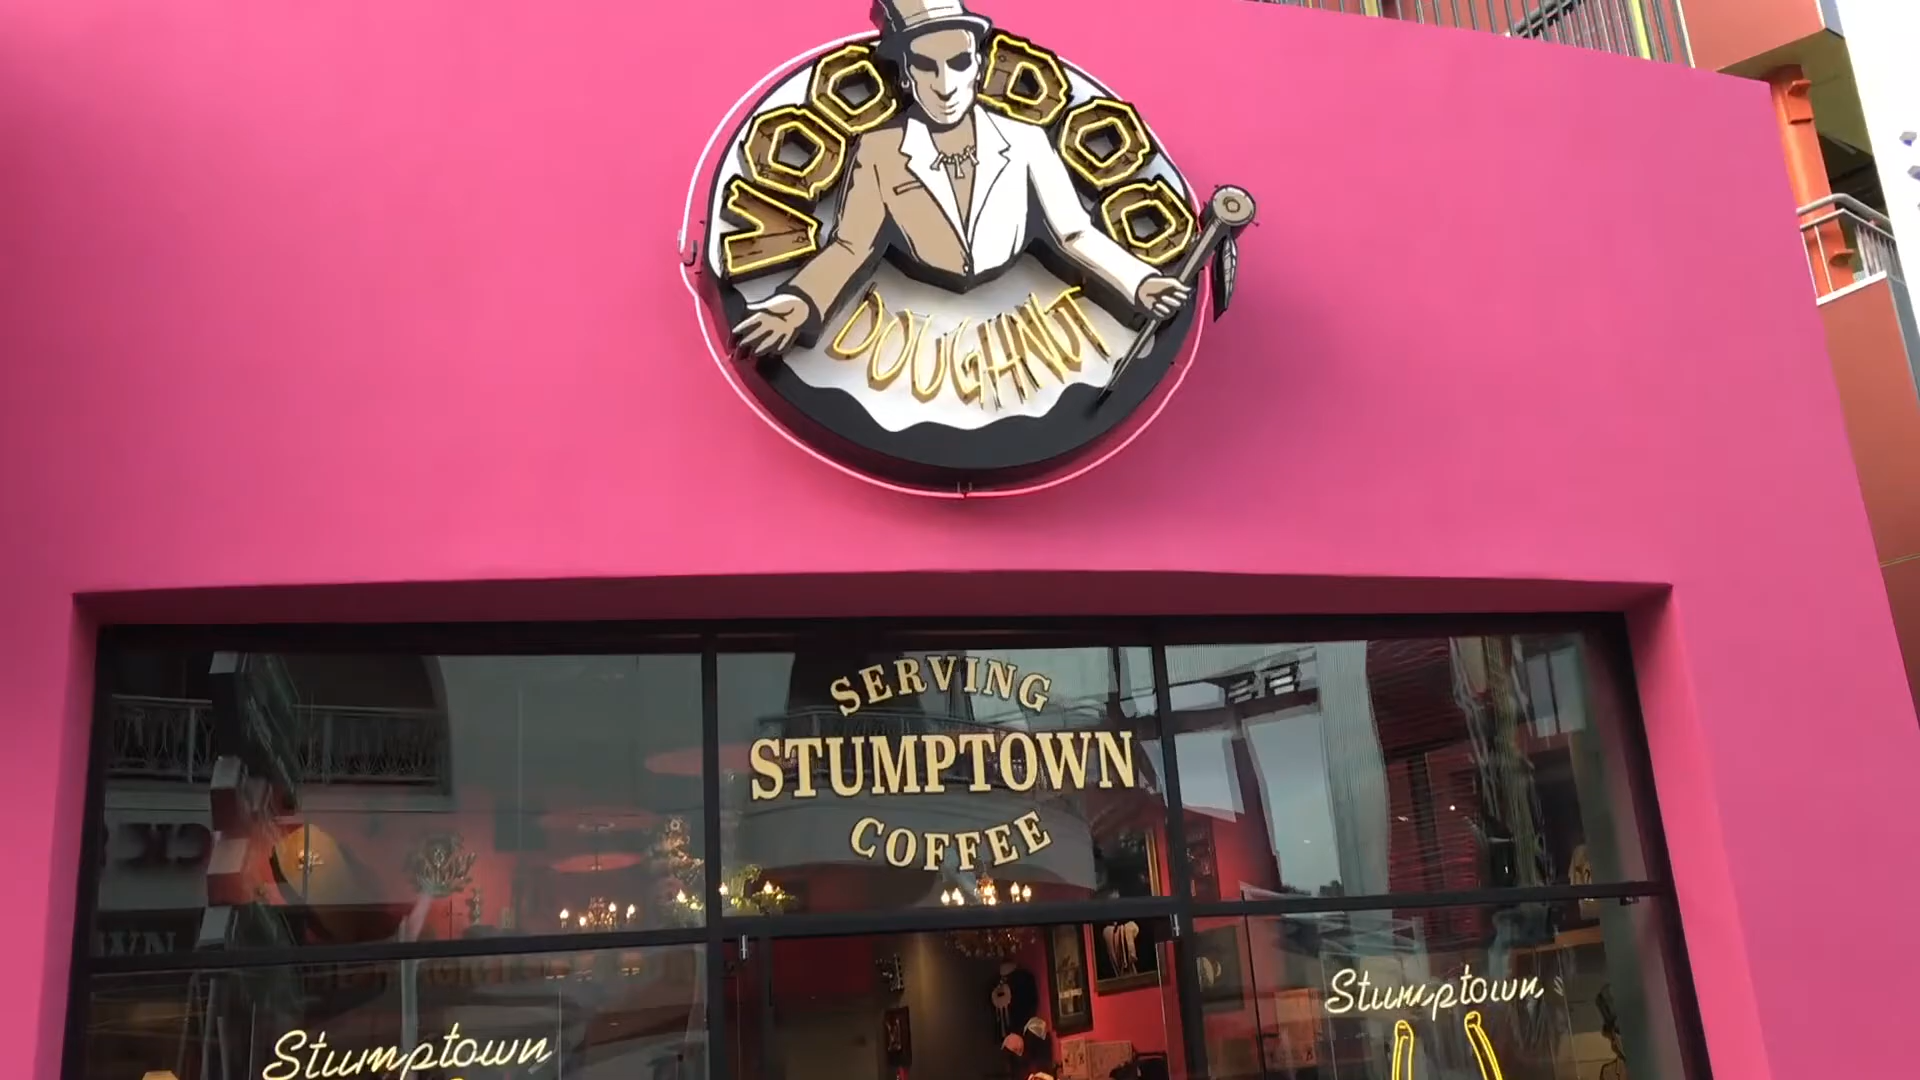 VOODOO
DOUGHNUT
SERVING
STUMPTOWN
COFFEE
Stumptown
Stumptown